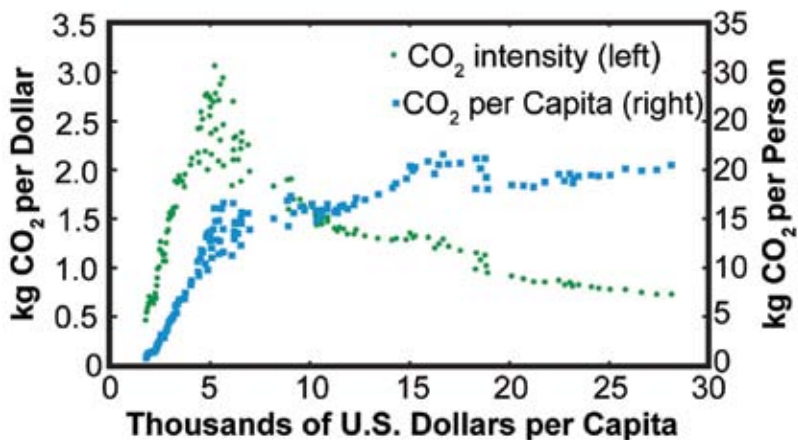 3.5
3.0
2.5
2.0
1.5
1.0
0.5
0
kg CO₂ per Dollar
CO₂ intensity (left)
CO₂ per Capita (right)
35
30
25
20
15
10
5
0
kg CO₂ per Person
0 5 10 15 20 25 30
Thousands of U.S. Dollars per Capita